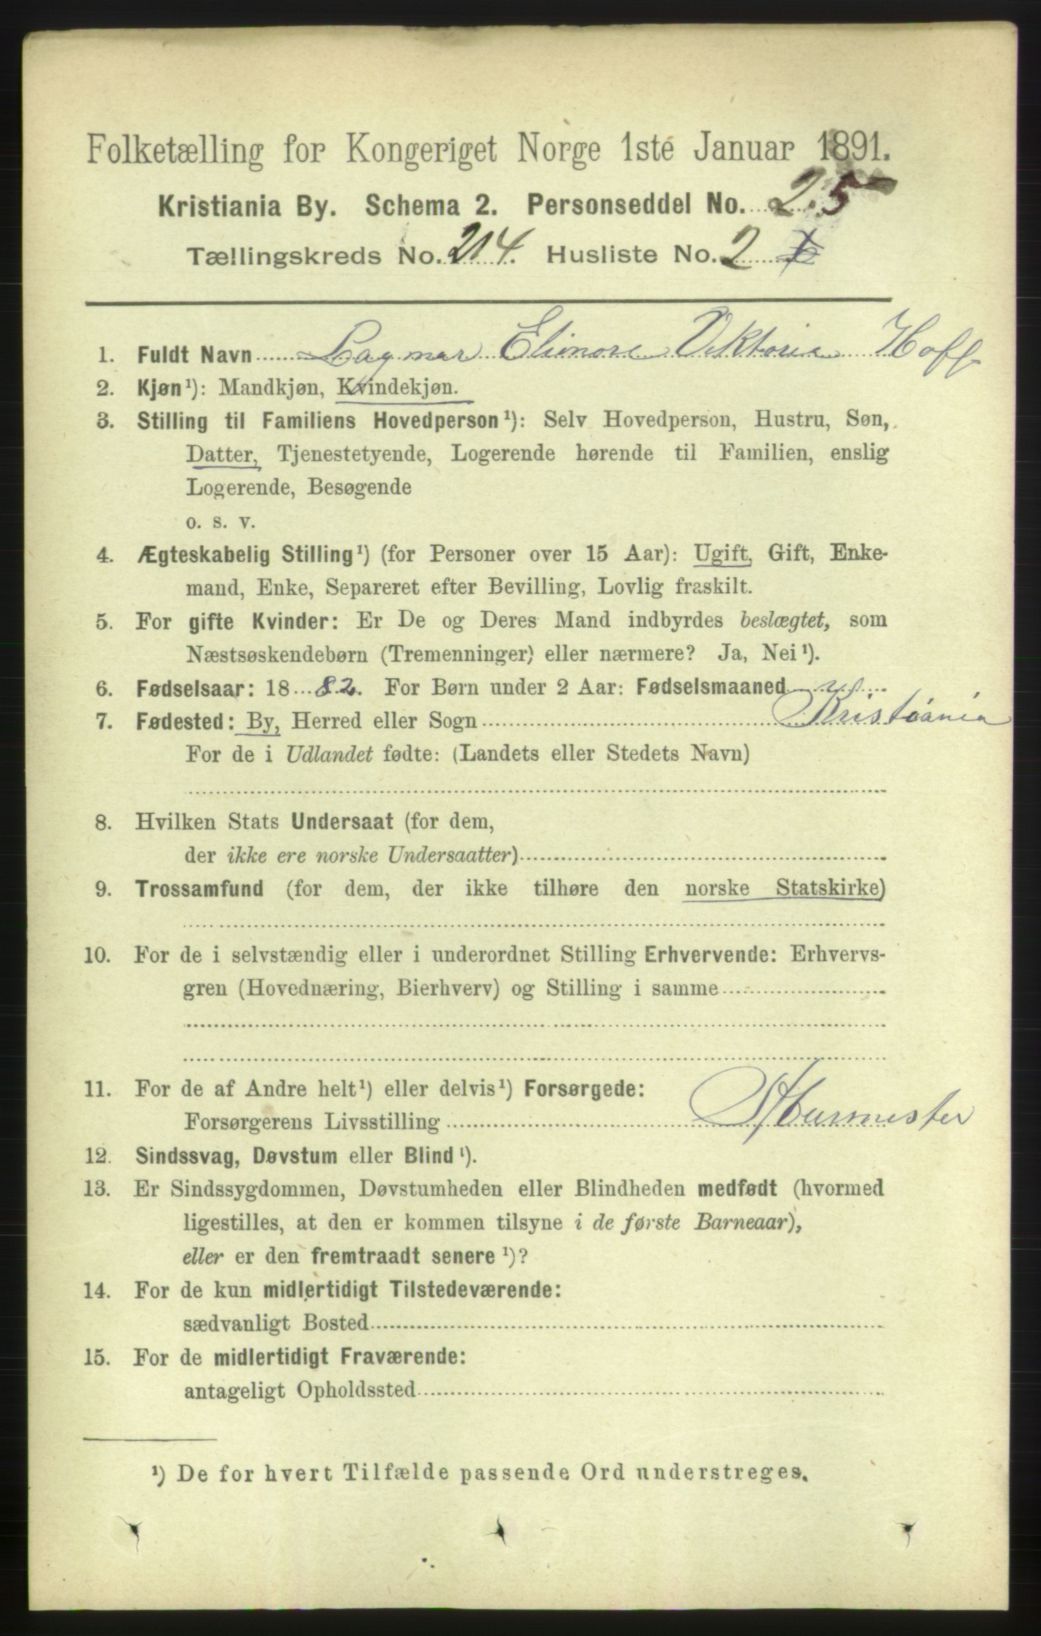 Folketælling for Kongeriget Norge 1ste Januar 1891.
Kristiania By. Schema 2. Personseddel No. 25
Tællingskreds No. 214. Husliste No. 2
1. Fuldt Navn Dagmar Elinore Viktoria Hoff
2. Kjøn¹): Mandkjøn, Kvindekjøn.
3. Stilling til Familiens Hovedperson¹): Selv Hovedperson, Hustru, Søn,
Datter, Tjenestetyende, Logerende hørende til Familien, enslig
Logerende, Besøgende
o. s. v.
4. Ægteskabelig Stilling¹) (for Personer over 15 Aar): Ugift, Gift, Enke-
mand, Enke, Separeret efter Bevilling, Lovlig fraskilt.
5. For gifte Kvinder: Er De og Deres Mand indbyrdes beslægtet, som
Næstsøskendebørn (Tremenninger) eller nærmere? Ja, Nei¹).
6. Fødselsaar: 1882. For Børn under 2 Aar: Fødselsmaaned
7. Fødested: By, Herred eller Sogn Kristiania
For de i Udlandet fødte: (Landets eller Stedets Navn)
8. Hvilken Stats Undersaat (for dem,
der ikke ere norske Undersaatter)
9. Trossamfund (for dem, der ikke tilhøre den norske Statskirke)
10. For de i selvstændig eller i underordnet Stilling Erhvervende: Erhvervs-
gren (Hovednæring, Bierhverv) og Stilling i samme
11. For de af Andre helt¹) eller delvis¹) Forsørgede:
Forsørgerens Livsstilling Murmester
12. Sindssvag, Døvstum eller Blind¹).
13. Er Sindssygdommen, Døvstumheden eller Blindheden medfødt (hvormed
ligestilles, at den er kommen tilsyne i de første Barneaar),
eller er den fremtraadt senere¹)?
14. For de kun midlertidigt Tilstedeværende:
sædvanligt Bosted
15. For de midlertidigt Fraværende:
antageligt Opholdssted
¹) De for hvert Tilfælde passende Ord understreges.